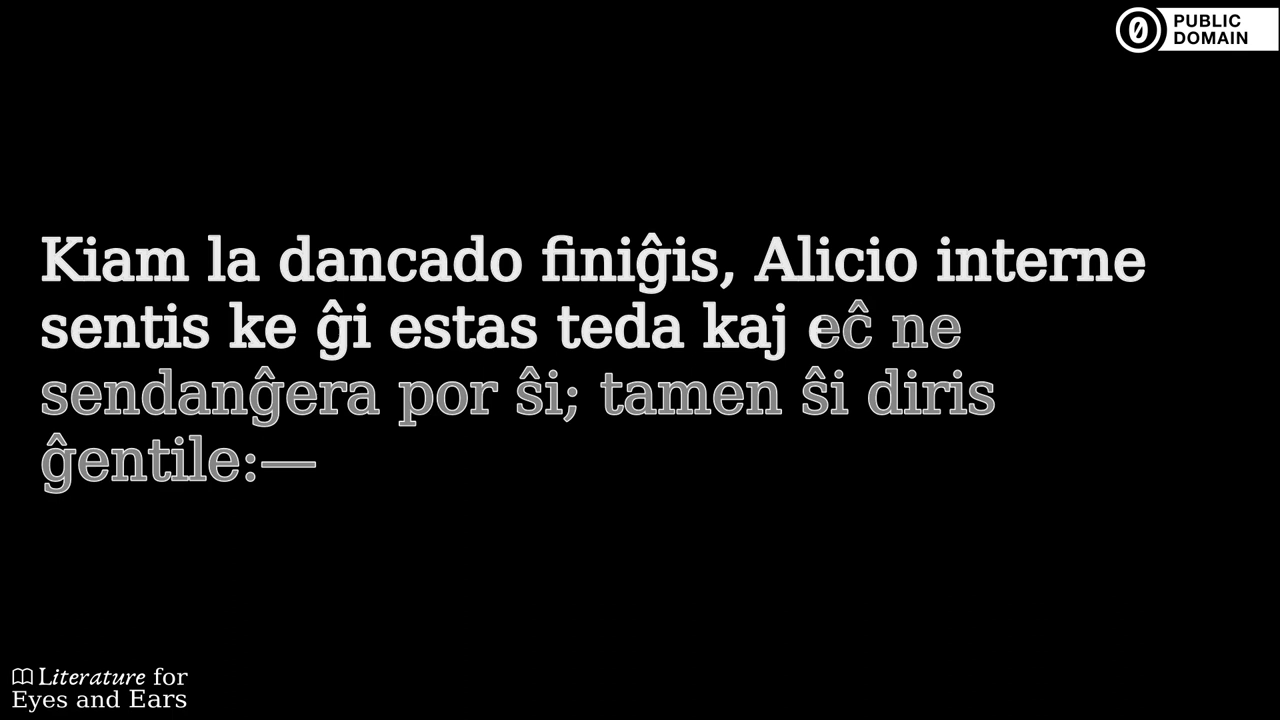 PUBLIC
DOMAIN
Kiam la dancado finiĝis, Alicio interne
sentis ke ĝi estas teda kaj eĉ ne
sendanĝera por ŝi; tamen ŝi diris
ĝentile:—
Literature for
Eyes and Ears